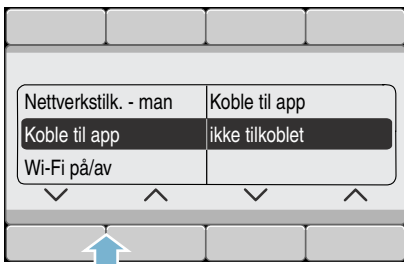 Nettverkstilk. - man
Koble til app
Koble til app
ikke tilkoblet
Wi-Fi på/av